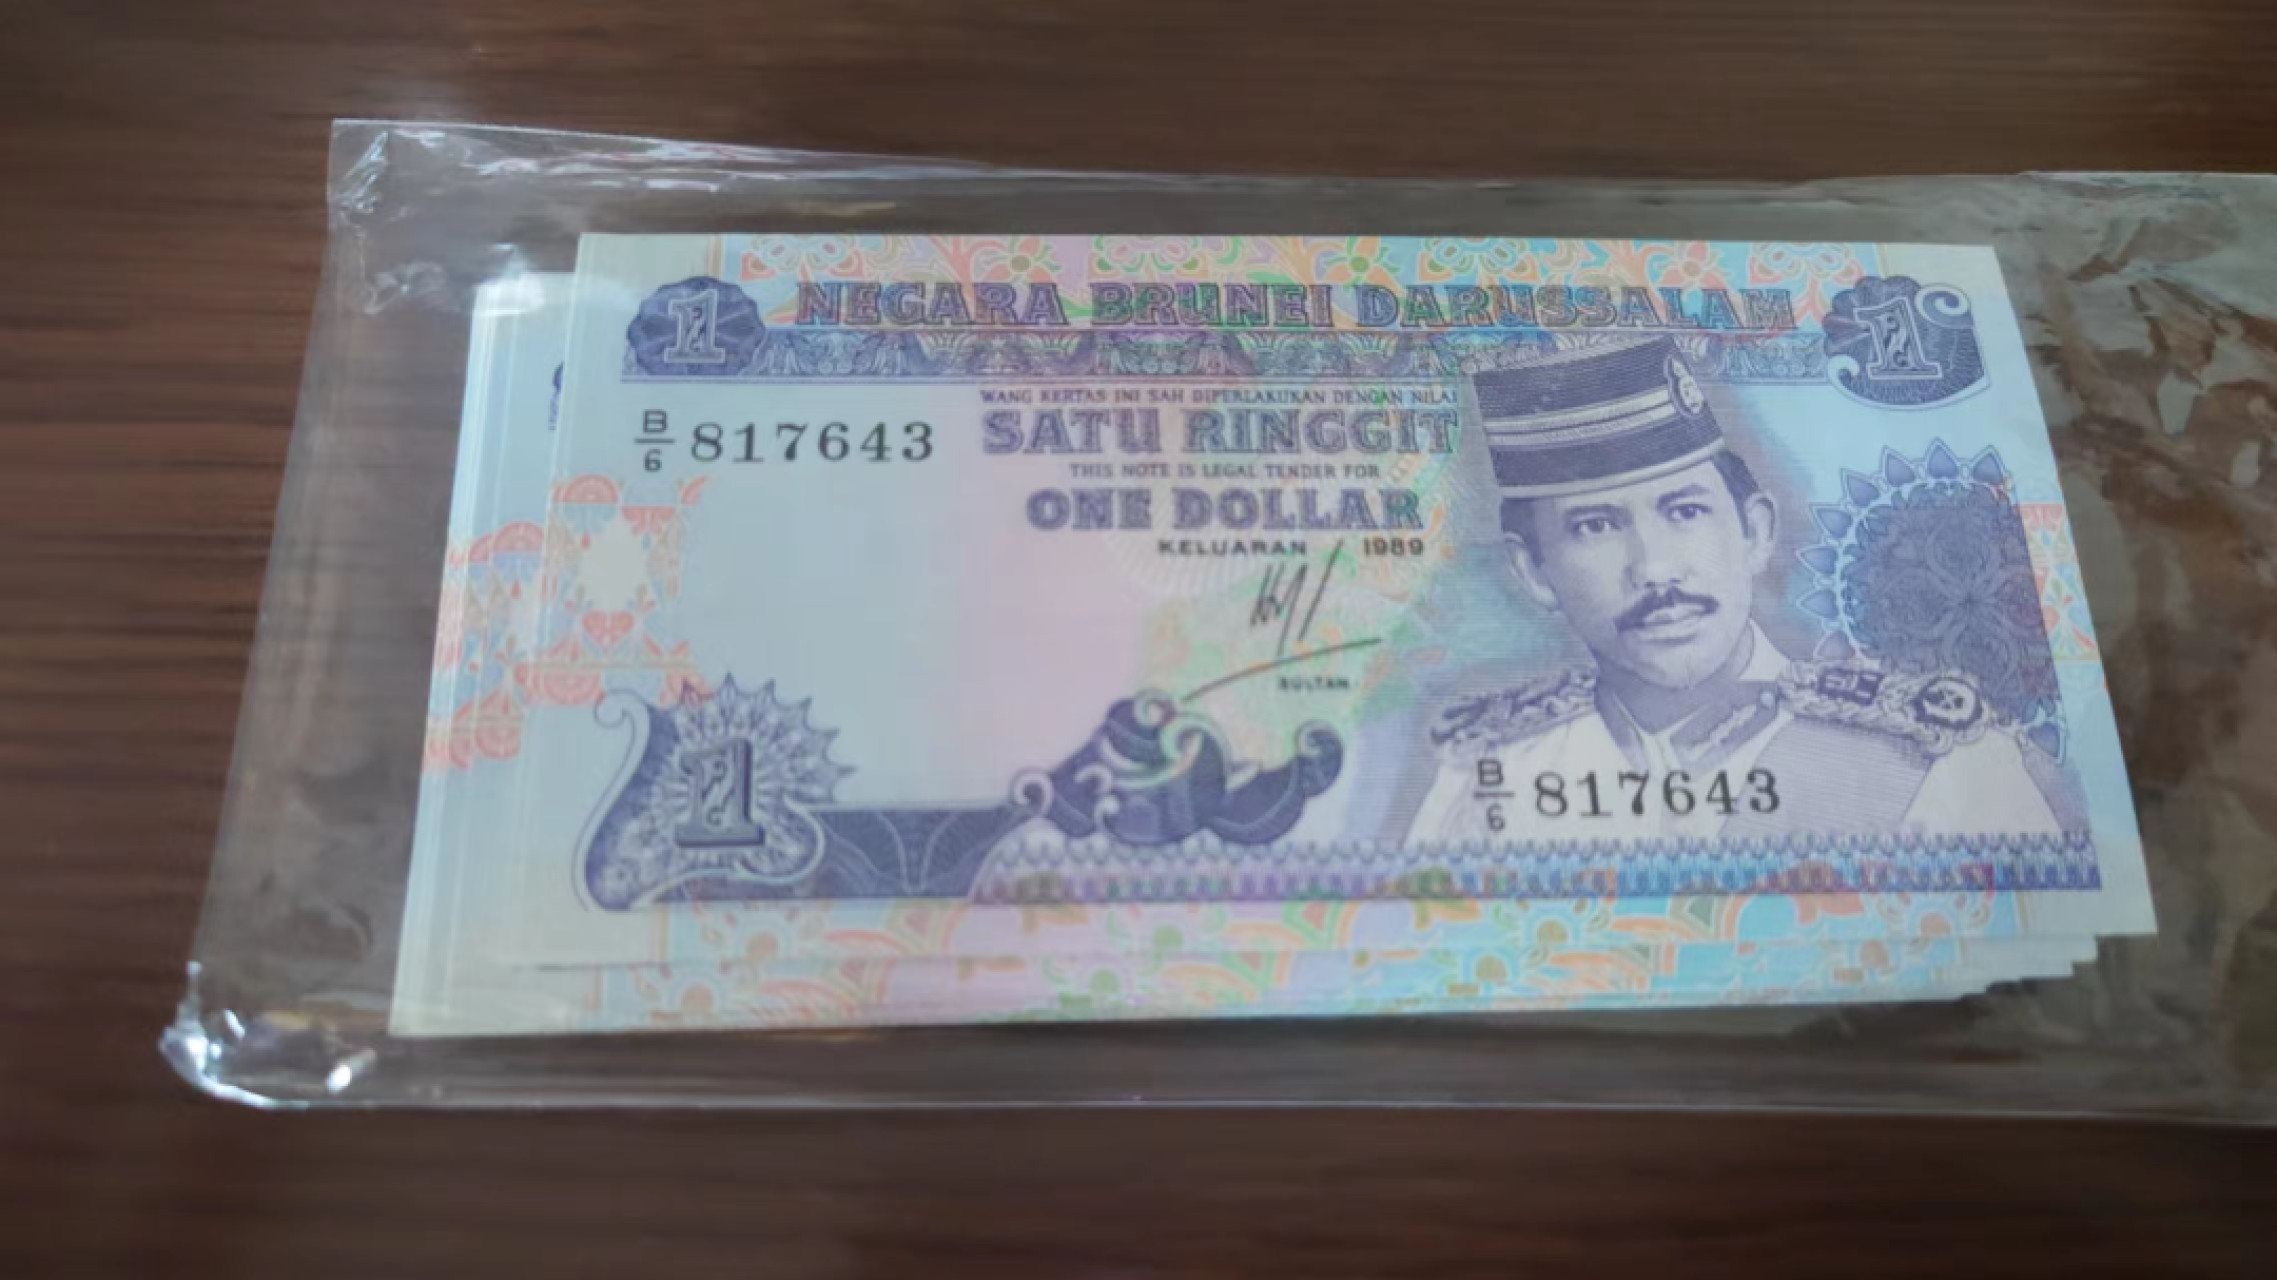 1 NEGARA BRUNEI DARUSSALAM 1
WANG KERTAS INI SAH DIPERLAKUKAN DENGAN NILAI
B/6 817643
SATU RINGGIT
THIS NOTE IS LEGAL TENDER FOR
ONE DOLLAR
KELUARAN 1989
SULTAN
1
B/6 817643